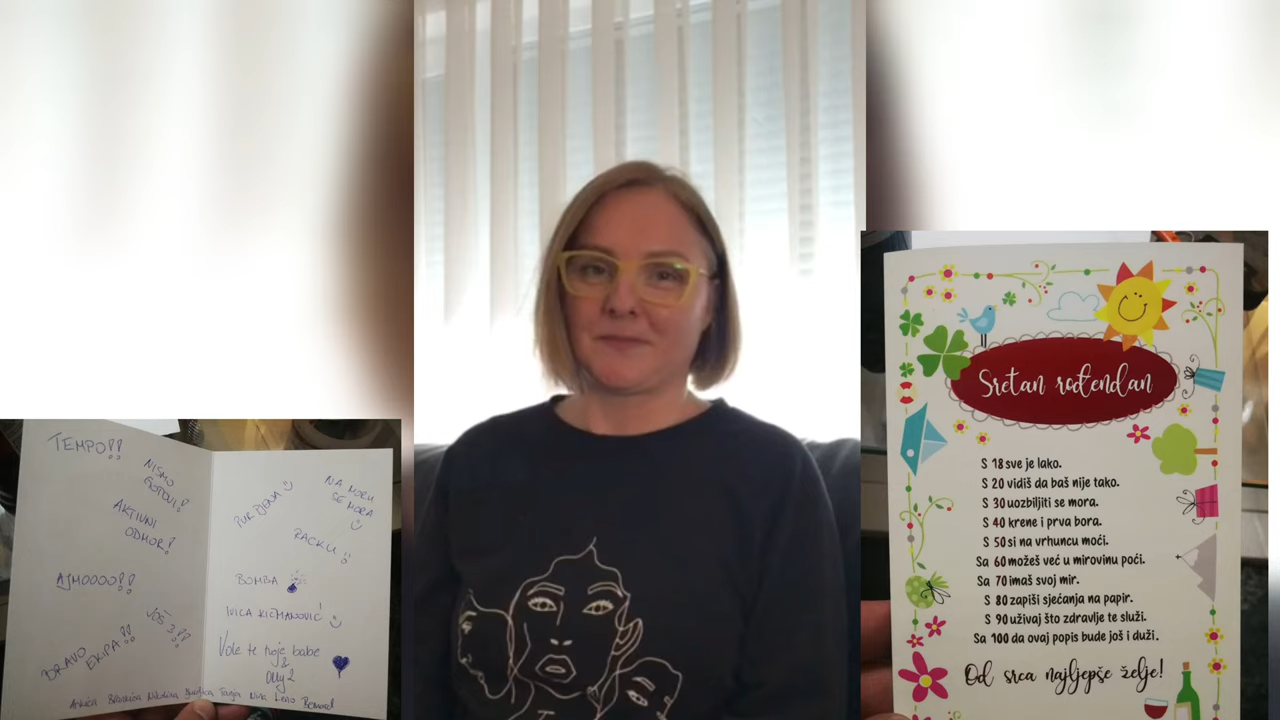 TEMPO!!
NISMO
GOTOVI!
AKTIVNI
ODMOR!
AJMOOOO!!
JOŠ 3!!
BRAVO
EKIPA!!
PURPENA
NA MORU
SE MORA
RACKU!!
BOMBA
IVICA KIČMANOVIĆ!
Vole te tvoje babe
&
Nina
Sretan rođendan
S 18 sve je lako.
S 20 vidiš da baš nije tako.
S 30 uozbiljiti se mora.
S 40 krene i prva bora.
S 50 si na vrhuncu moći.
Sa 60 možeš već u mirovinu poći.
Sa 70 imaš svoj mir.
S 80 zapiši sjećanja na papir.
S 90 uživaj što zdravlje te služi.
Sa 100 da ovaj popis bude još i duži.
Od srca najljepše želje!